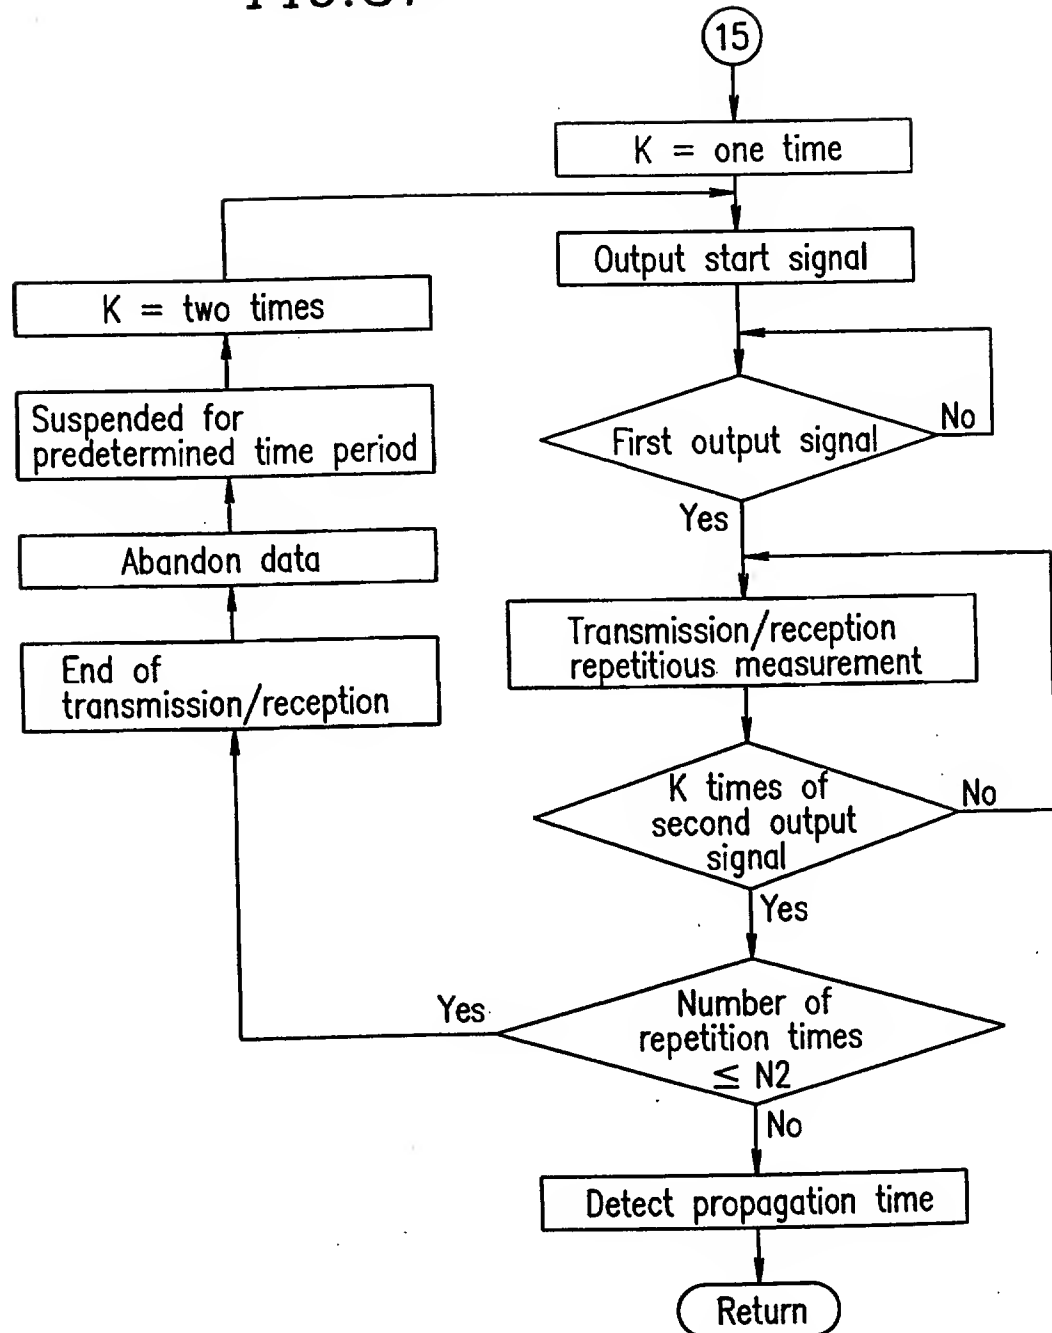 15
K = one time
Output start signal
K = two times
Suspended for
predetermined time period
First output signal
No
Yes
Abandon data
Transmission/reception
repetitious measurement
End of
transmission/reception
K times of
second output
signal
No
Yes
Number of
repetition times
≦ N2
Yes
No
Detect propagation time
Return